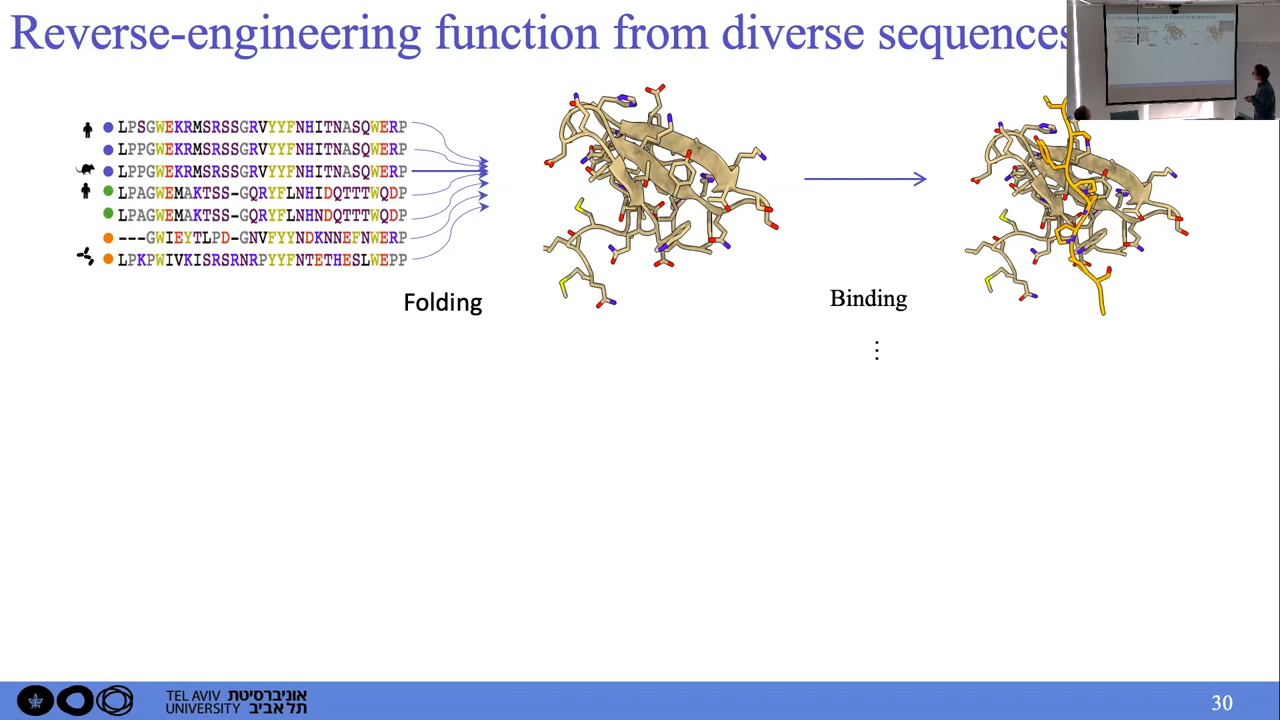 Reverse-engineering function from diverse sequences
LPSGWEKRMSRSSGRVYYFNHITNASQWERP
LPPGWEKRMSRSSGRVYYFNHITNASQWERP
LPPGWEKRMSRSSGRVYYFNHITNASQWERP
LPAGWEMAKTSS-GQRYFLNHIDQTTTWQDP
LPAGWEMAKTSS-GQRYFLNHNDQTTTWQDP
---GWIEYTLPD-GNVFYYNDKNNEFNWERP
LPKPWIVKISRSRNRPYYFNTETHESLWEPP
Folding
Binding
⋮
TEL AVIV אוניברסיטת
UNIVERSITY תל אביב
30